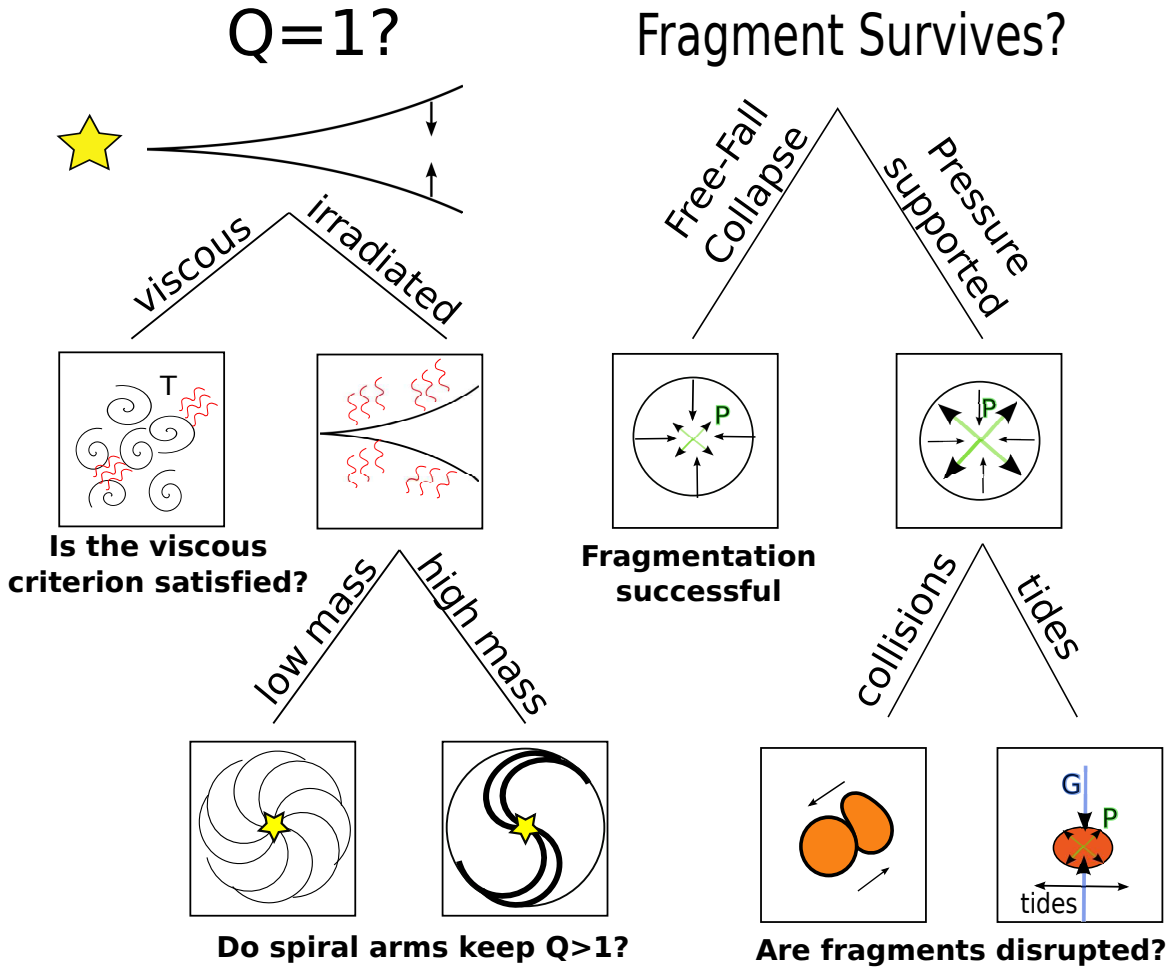 Q=1?
viscous
irradiated
T
Is the viscous
criterion satisfied?
low mass
high mass
Do spiral arms keep Q>1?
Fragment Survives?
Free-Fall
Collapse
Pressure
supported
P
P
Fragmentation
successful
collisions
tides
G
P
tides
Are fragments disrupted?